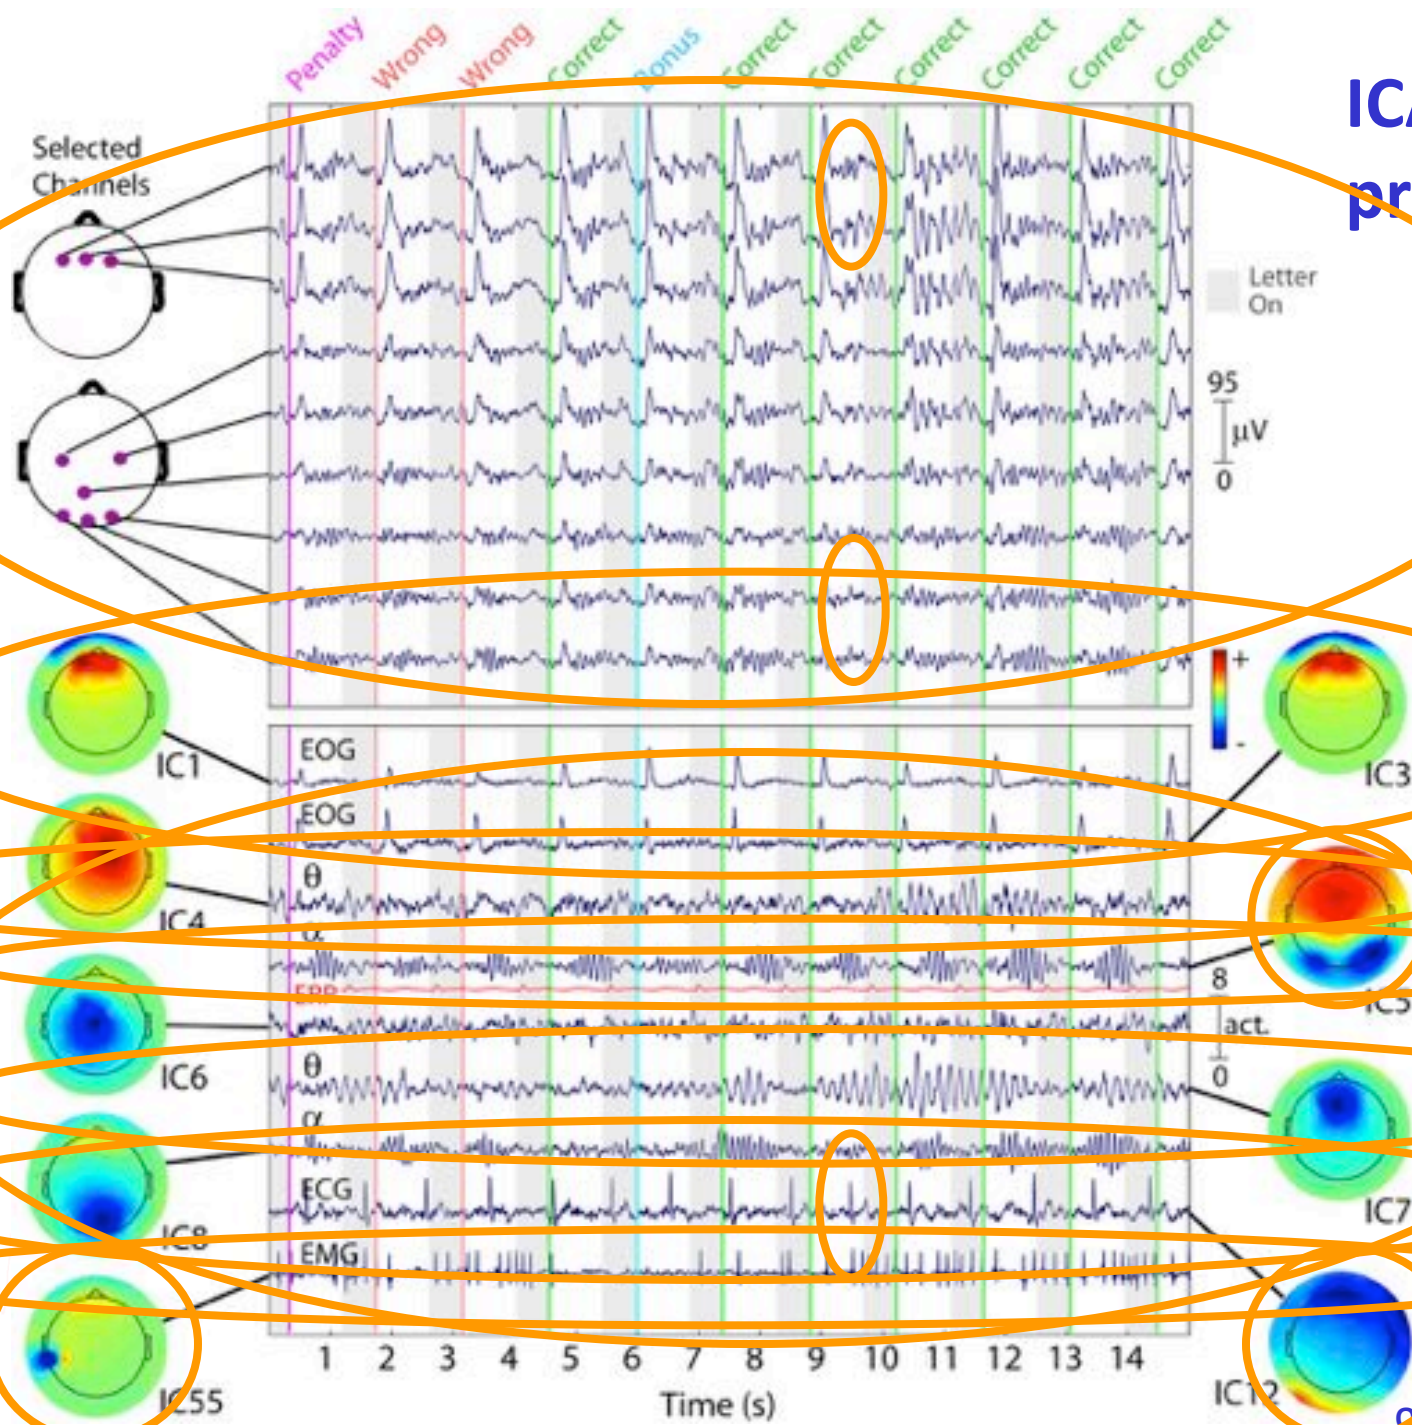 Penalty
Wrong
Wrong
Correct
Bonus
Correct
Correct
Correct
Correct
Correct
Correct
Selected
Channels
Letter
On
95
μV
0
+
-
IC1
IC3
IC4
IC5
IC6
IC7
IC8
IC12
IC55
EOG
EOG
θ
α
ERP
θ
α
ECG
EMG
8
act.
0
1 2 3 4 5 6 7 8 9 10 11 12 13 14
Time (s)